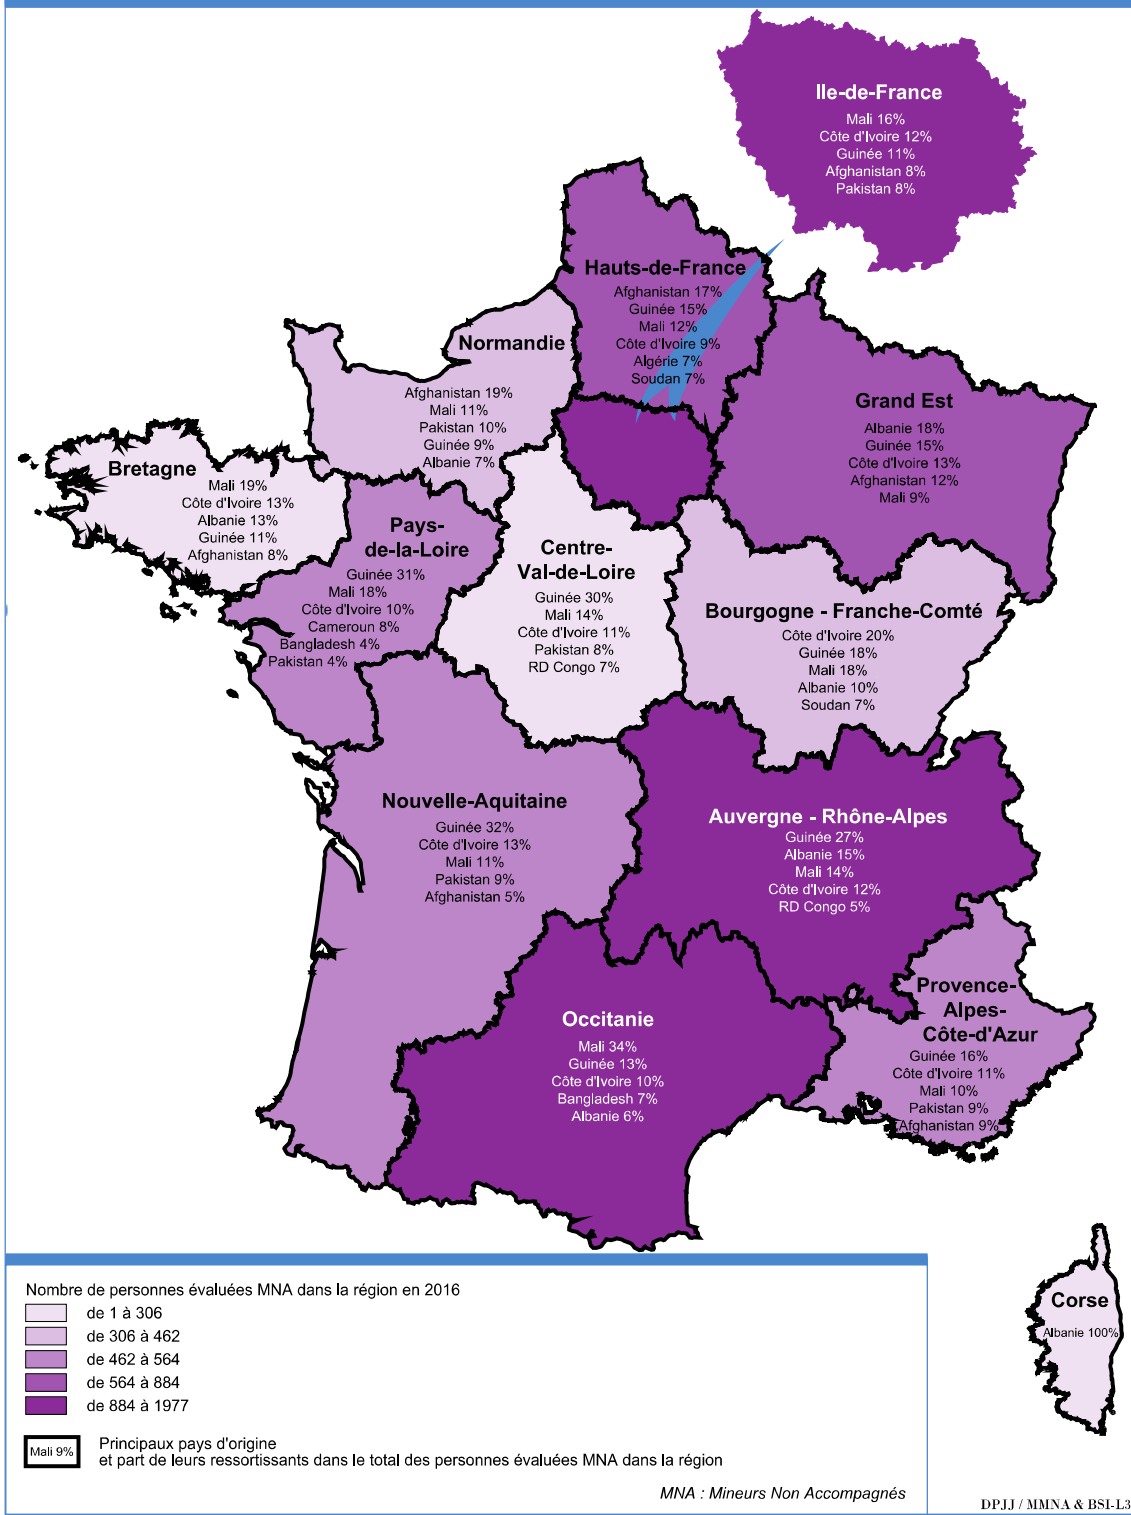 Ile-de-France
Mali 16%
Côte d'Ivoire 12%
Guinée 11%
Afghanistan 8%
Pakistan 8%
Hauts-de-France
Afghanistan 17%
Guinée 15%
Mali 12%
Côte d'Ivoire 9%
Algérie 7%
Soudan 7%
Normandie
Afghanistan 19%
Mali 11%
Pakistan 10%
Guinée 9%
Albanie 7%
Grand Est
Albanie 18%
Guinée 15%
Côte d'Ivoire 13%
Afghanistan 12%
Mali 9%
Bretagne
Mali 19%
Côte d'Ivoire 13%
Albanie 13%
Guinée 11%
Afghanistan 8%
Pays-
de-la-Loire
Guinée 31%
Mali 18%
Côte d'Ivoire 10%
Cameroun 8%
Bangladesh 4%
Pakistan 4%
Centre-
Val-de-Loire
Guinée 30%
Mali 14%
Côte d'Ivoire 11%
Pakistan 8%
RD Congo 7%
Bourgogne - Franche-Comté
Côte d'Ivoire 20%
Guinée 18%
Mali 18%
Albanie 10%
Soudan 7%
Nouvelle-Aquitaine
Guinée 32%
Côte d'Ivoire 13%
Mali 11%
Pakistan 9%
Afghanistan 5%
Auvergne - Rhône-Alpes
Guinée 27%
Albanie 15%
Mali 14%
Côte d'Ivoire 12%
RD Congo 5%
Occitanie
Mali 34%
Guinée 13%
Côte d'Ivoire 10%
Bangladesh 7%
Albanie 6%
Provence-
Alpes-
Côte-d'Azur
Guinée 16%
Côte d'Ivoire 11%
Mali 10%
Pakistan 9%
Afghanistan 9%
Corse
Albanie 100%
Nombre de personnes évaluées MNA dans la région en 2016
de 1 à 306
de 306 à 462
de 462 à 564
de 564 à 884
de 884 à 1977
Mali 9%
Principaux pays d'origine
et part de leurs ressortissants dans le total des personnes évaluées MNA dans la région
MNA : Mineurs Non Accompagnés
DPJJ / MMNA & BSI-L3